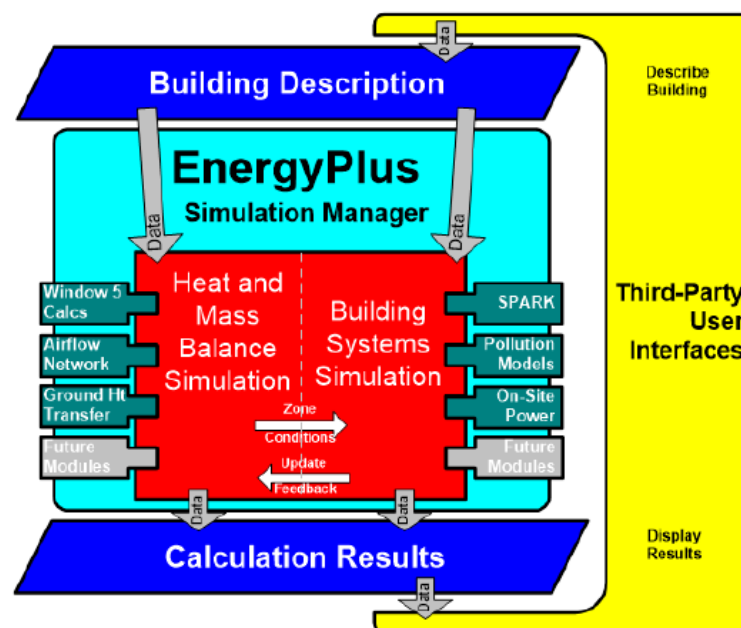 Data
Describe
Building
Building Description
EnergyPlus
Simulation Manager
Data
Data
Window 5
Calcs
Airflow
Network
Ground Ht
Transfer
Future
Modules
Heat and
Mass
Balance
Simulation
Building
Systems
Simulation
Zone
Conditions
Update
Feedback
SPARK
Pollution
Models
On-Site
Power
Future
Modules
Third-Party
User
Interfaces
Data
Data
Calculation Results
Display
Results
Data